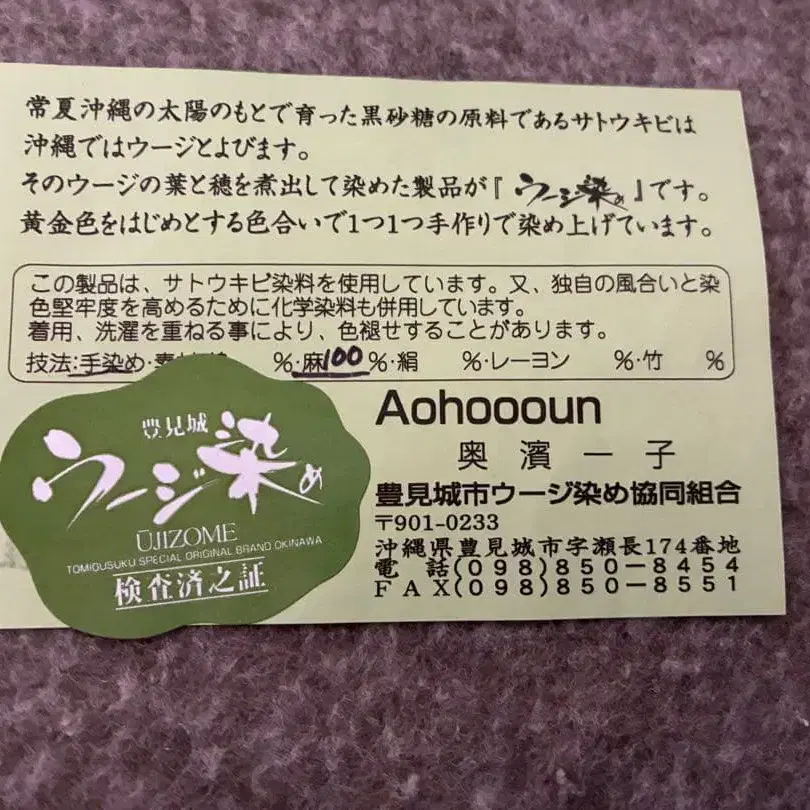 常夏沖縄の太陽のもとで育った黒砂糖の原料であるサトウキビは
沖縄ではウージとよびます。
そのウージの葉と穂を煮出して染めた製品が『ウージ染め』です。
黄金色をはじめとする色合いで1つ1つ手作りで染め上げています。
この製品は、サトウキビ染料を使用しています。又、独自の風合いと染
色堅牢度を高めるために化学染料も併用しています。
着用、洗濯を重ねる事により、色褪せすることがあります。
技法:手染め・素材 %・麻100%・絹 %・レーヨン %・竹 %
Aohoooun
奥濱一子
豊見城市ウージ染め協同組合
〒901-0233
沖縄県豊見城市字瀬長174番地
電 話(098)850-8454
FAX(098)850-8551
豊見城
ウージ染め
ŪJIZOME
TOMIGUSUKU SPECIAL ORIGINAL BRAND OKINAWA
検査済之証